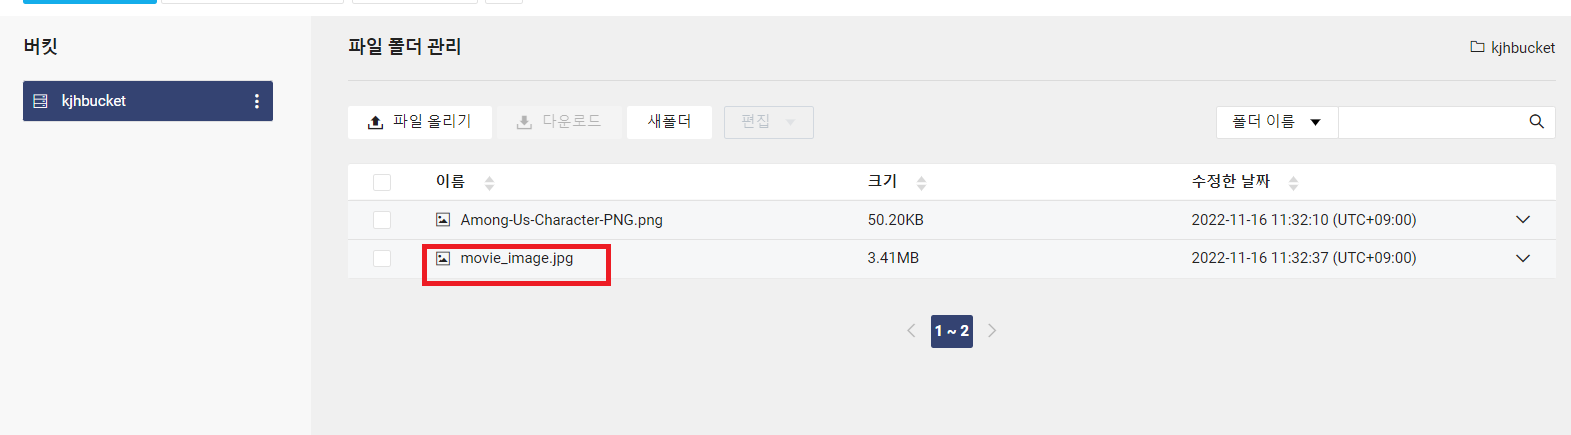 버킷
kjhbucket
파일 폴더 관리
kjhbucket
파일 올리기
다운로드
새폴더
편집
폴더 이름
이름 크기 수정한 날짜
Among-Us-Character-PNG.png 50.20KB 2022-11-16 11:32:10 (UTC+09:00)
movie_image.jpg 3.41MB 2022-11-16 11:32:37 (UTC+09:00)
1 ~ 2